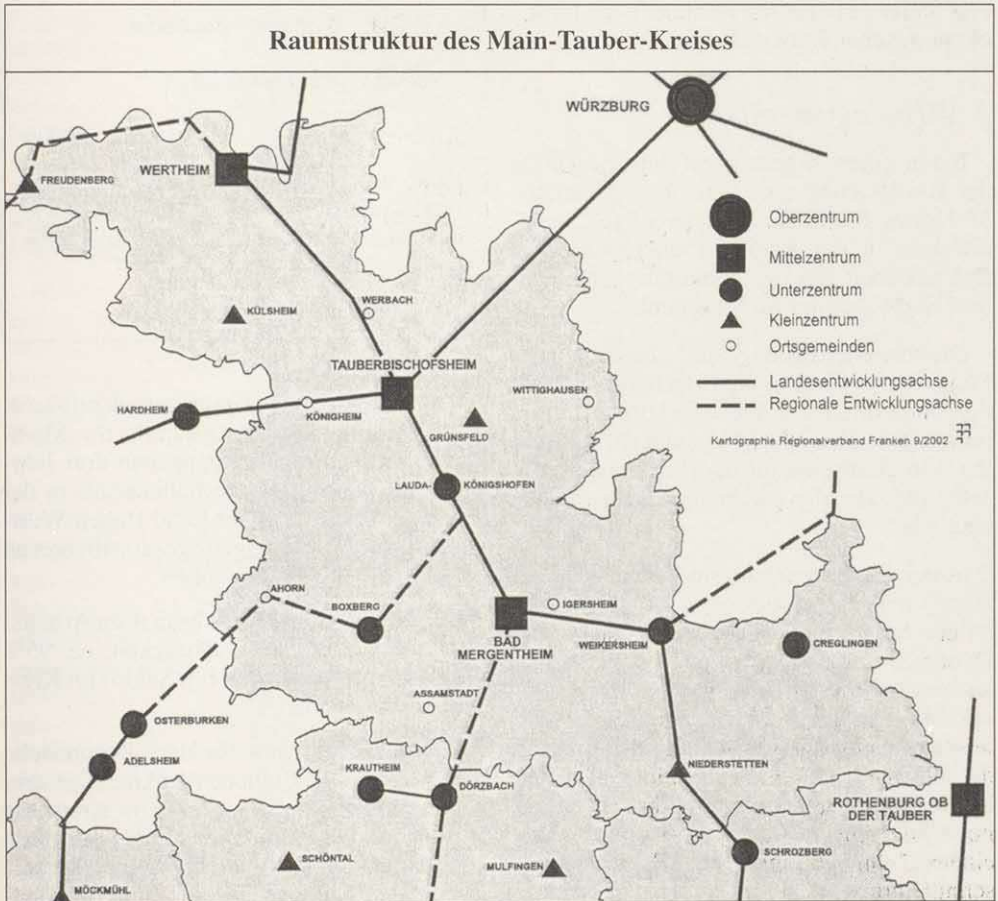 Raumstruktur des Main-Tauber-Kreises
WÜRZBURG
WERTHEIM
FREUDENBERG
Oberzentrum
Mittelzentrum
Unterzentrum
Kleinzentrum
Ortsgemeinden
Landesentwicklungsachse
Regionale Entwicklungsachse
Kartographie Regionalverband Franken 9/2002
WERBACH
KÜLSHEIM
TAUBERBISCHOFSHEIM
WITTIGHAUSEN
HARDHEIM
KÖNIGHEIM
GRÜNSFELD
LAUDA- KÖNIGSHOFEN
AHORN
BOXBERG
IGERSHEIM
BAD
MERGENTHEIM
WEIKERSHEIM
CREGLINGEN
ASSAMSTADT
OSTERBURKEN
ADELSHEIM
KRAUTHEIM
DÖRZBACH
NIEDERSTETTEN
ROTHENBURG OB
DER TAUBER
SCHÖNTAL
MULFINGEN
SCHROZBERG
MÖCKMÜHL